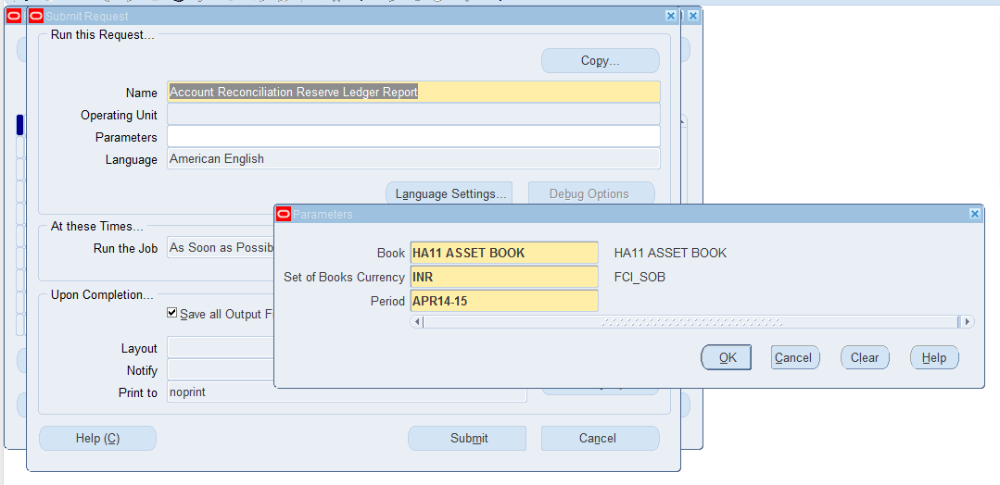 Submit Request
Run this Request...
Copy...
Name Account Reconciliation Reserve Ledger Report
Operating Unit
Parameters
Language American English
Language Settings... Debug Options
At these Times...
Run the Job As Soon as Possib
Upon Completion...
Save all Output Fi
Layout
Notify
Print to noprint
Help (C) Submit Cancel
Parameters
Book HA11 ASSET BOOK HA11 ASSET BOOK
Set of Books Currency INR FCI_SOB
Period APR14-15
OK Cancel Clear Help